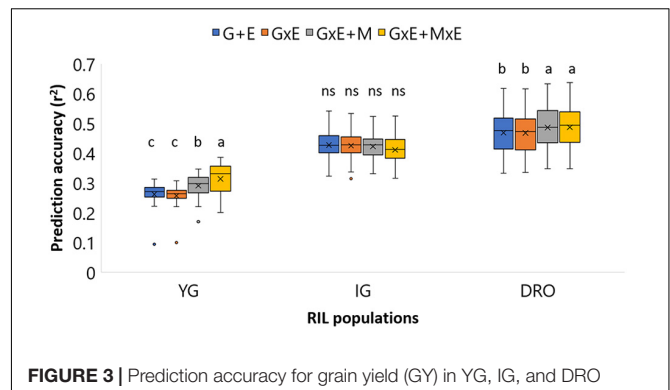 G+E GxE GxE+M GxE+MxE
Prediction accuracy (r²)
0.7
0.6
0.5
0.4
0.3
0.2
0.1
0
c c b a
ns ns ns ns
b b a a
YG IG DRO
RIL populations
FIGURE 3 | Prediction accuracy for grain yield (GY) in YG, IG, and DRO